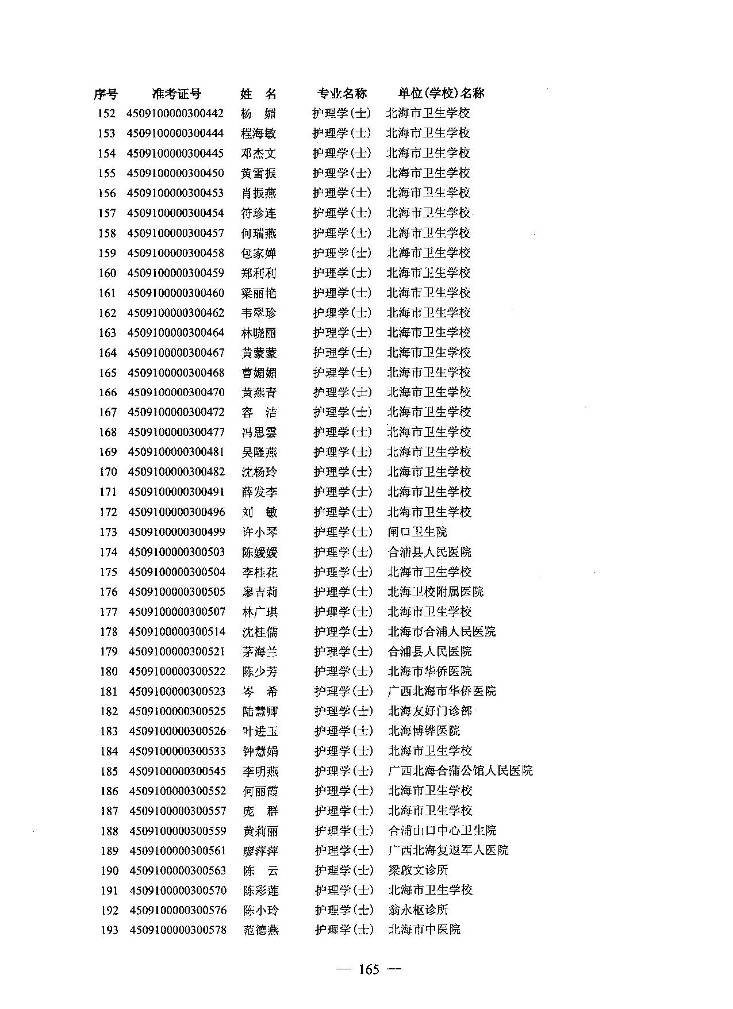 序号 准考证号 姓 名 专业名称 单位(学校)名称
152 4509100000300442 杨 媚 护理学(士) 北海市卫生学校
153 4509100000300444 程海敏 护理学(士) 北海市卫生学校
154 4509100000300445 邓杰文 护理学(士) 北海市卫生学校
155 4509100000300450 黄雪振 护理学(士) 北海市卫生学校
156 4509100000300453 肖振燕 护理学(士) 北海市卫生学校
157 4509100000300454 符珍连 护理学(士) 北海市卫生学校
158 4509100000300457 何瑞燕 护理学(士) 北海市卫生学校
159 4509100000300458 包家婵 护理学(士) 北海市卫生学校
160 4509100000300459 郑利利 护理学(士) 北海市卫生学校
161 4509100000300460 梁丽艳 护理学(士) 北海市卫生学校
162 4509100000300462 韦翠珍 护理学(士) 北海市卫生学校
163 4509100000300464 林晓丽 护理学(士) 北海市卫生学校
164 4509100000300467 黄蒙蒙 护理学(士) 北海市卫生学校
165 4509100000300468 曹媚媚 护理学(士) 北海市卫生学校
166 4509100000300470 黄燕青 护理学(士) 北海市卫生学校
167 4509100000300472 容 洁 护理学(士) 北海市卫生学校
168 4509100000300477 冯思雲 护理学(士) 北海市卫生学校
169 4509100000300481 吴隆燕 护理学(士) 北海市卫生学校
170 4509100000300482 沈杨玲 护理学(士) 北海市卫生学校
171 4509100000300491 薛发李 护理学(士) 北海市卫生学校
172 4509100000300496 刘 敏 护理学(士) 北海市卫生学校
173 4509100000300499 许小琴 护理学(士) 闸口卫生院
174 4509100000300503 陈媛媛 护理学(士) 合浦县人民医院
175 4509100000300504 李桂花 护理学(士) 北海市卫生学校
176 4509100000300505 廖吉莉 护理学(士) 北海卫校附属医院
177 4509100000300507 林广琪 护理学(士) 北海市卫生学校
178 4509100000300514 沈桂儒 护理学(士) 北海市合浦人民医院
179 4509100000300521 茅海兰 护理学(士) 合浦县人民医院
180 4509100000300522 陈少芳 护理学(士) 北海市华侨医院
181 4509100000300523 岑 希 护理学(士) 广西北海市华侨医院
182 4509100000300525 陆慧卿 护理学(士) 北海友好门诊部
183 4509100000300526 叶进玉 护理学(士) 北海博铧医院
184 4509100000300533 钟慧娟 护理学(士) 北海市卫生学校
185 4509100000300545 李明燕 护理学(士) 广西北海合蒲公馆人民医院
186 4509100000300552 何丽霞 护理学(士) 北海市卫生学校
187 4509100000300557 庞 群 护理学(士) 北海市卫生学校
188 4509100000300559 黄莉丽 护理学(士) 合浦山口中心卫生院
189 4509100000300561 廖萍萍 护理学(士) 广西北海复退军人医院
190 4509100000300563 陈 云 护理学(士) 梁啟文诊所
191 4509100000300570 陈彩莲 护理学(士) 北海市卫生学校
192 4509100000300576 陈小玲 护理学(士) 翁永枢诊所
193 4509100000300578 范德燕 护理学(士) 北海市中医院
— 165 —